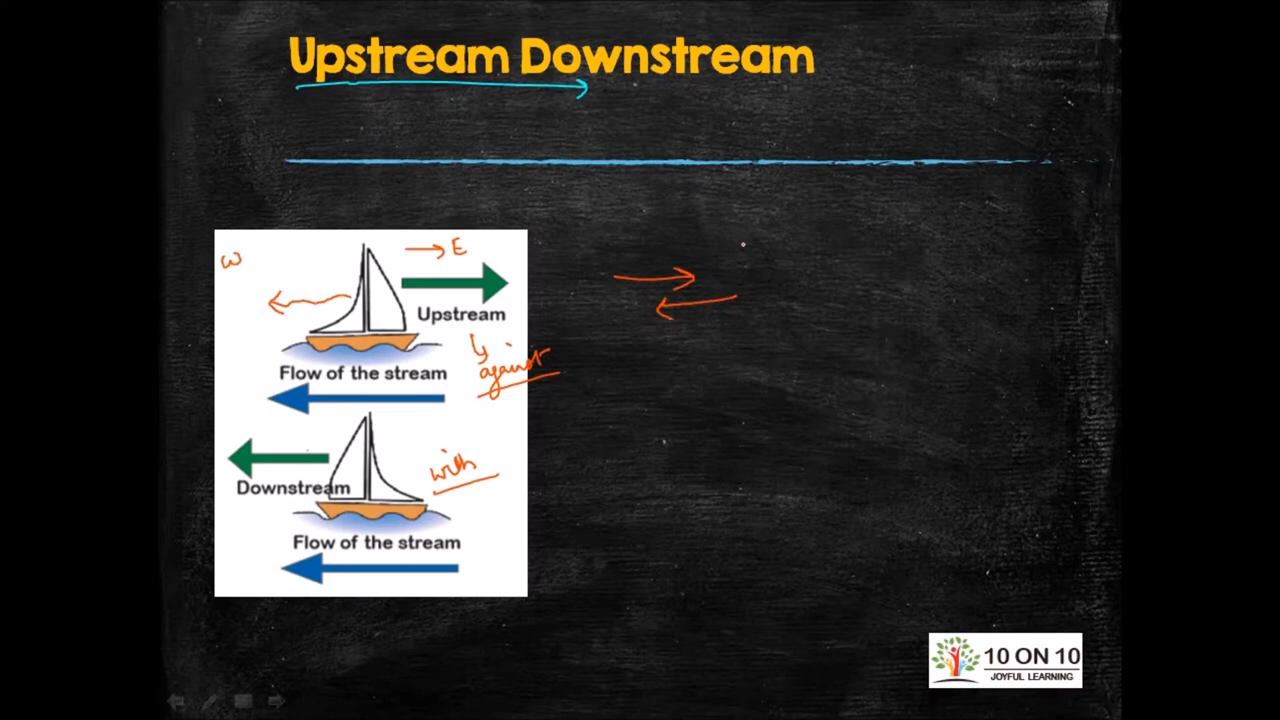 Upstream Downstream
W
E
Upstream
against
Flow of the stream
with
Downstream
Flow of the stream
10 ON 10
JOYFUL LEARNING